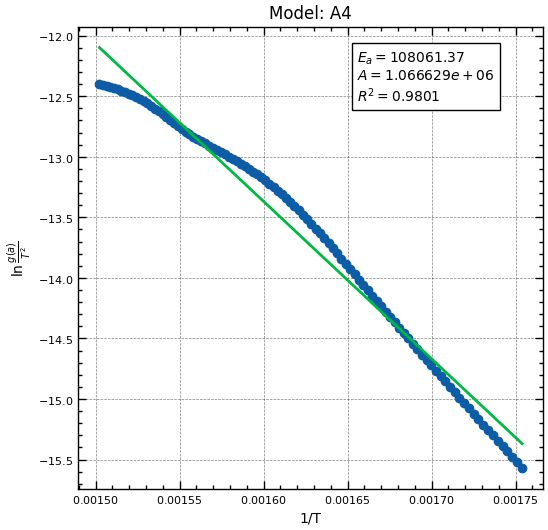 Model: A4
E_a = 108061.37
A = 1.066629e + 06
R² = 0.9801
−12.0
−12.5
−13.0
−13.5
−14.0
−14.5
−15.0
−15.5
ln g(a)/T²
0.00150 0.00155 0.00160 0.00165 0.00170 0.00175
1/T